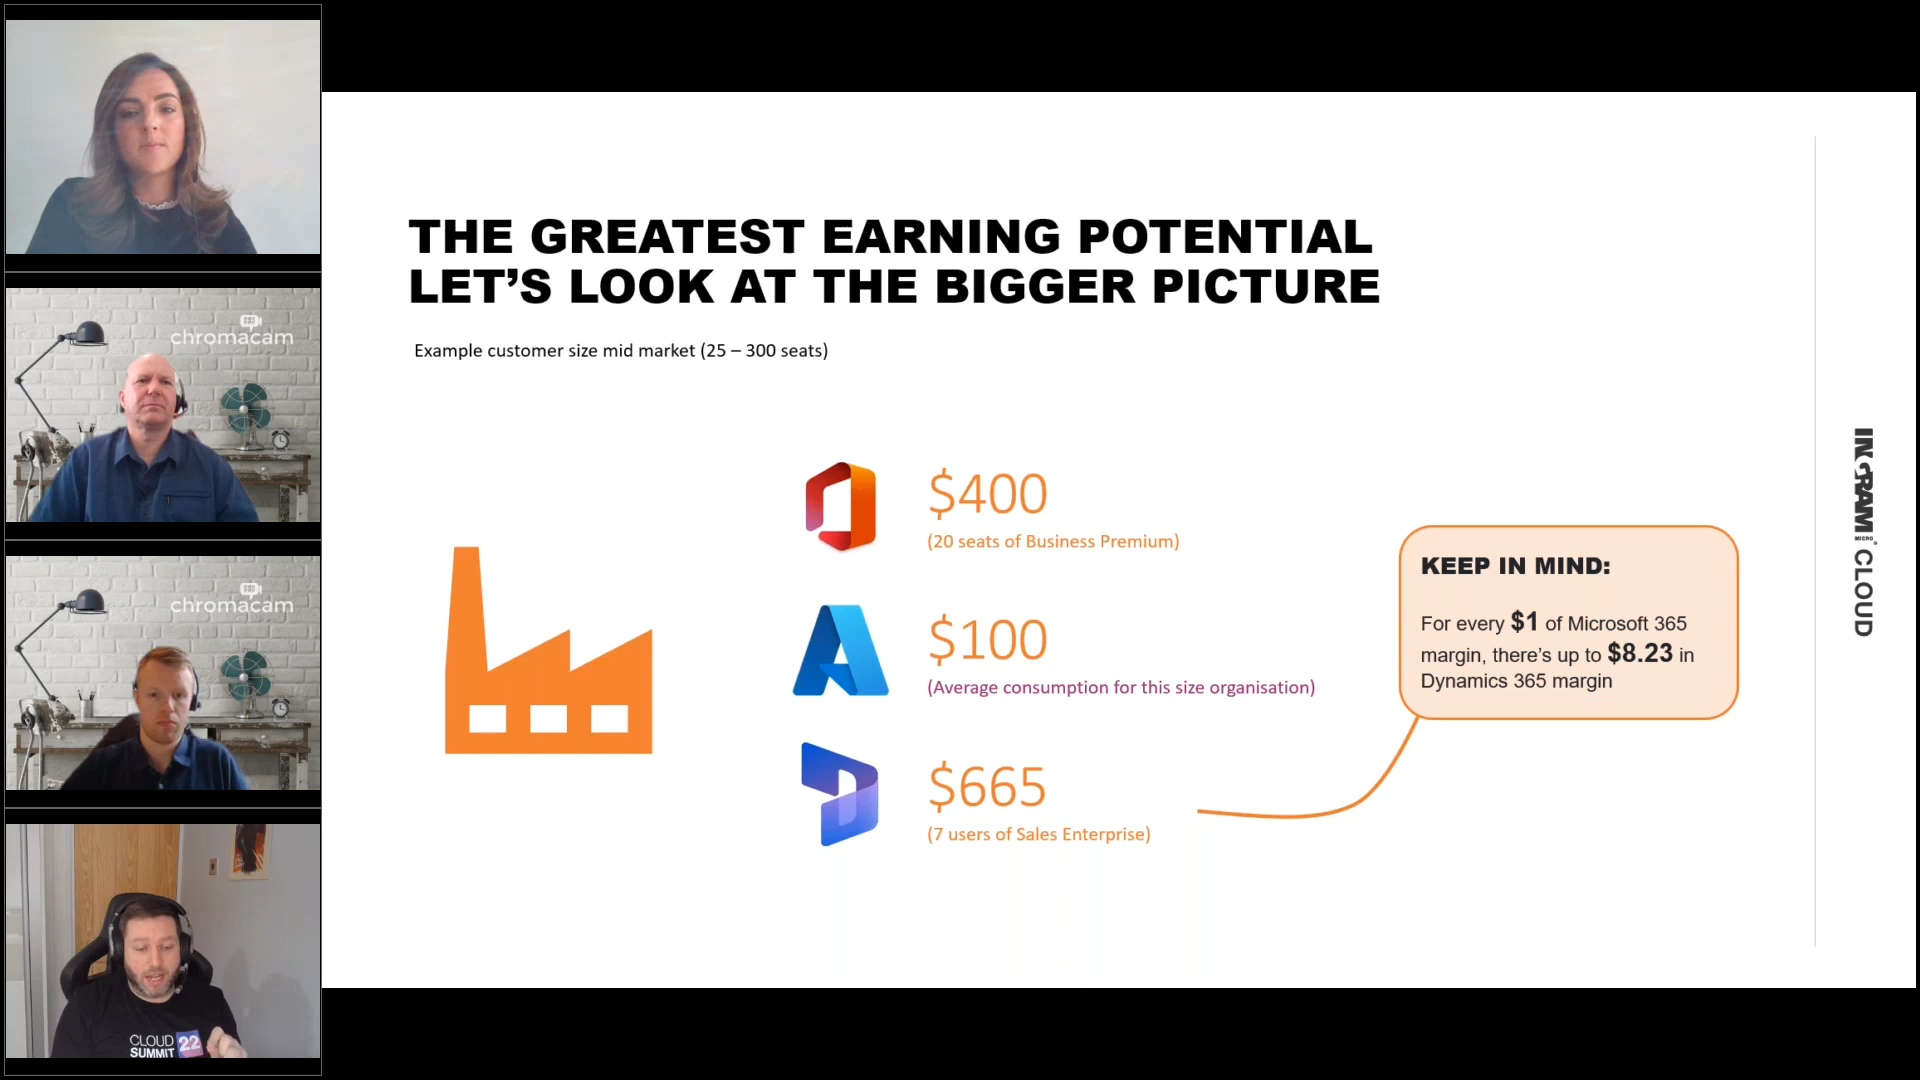 chromacam
chromacam
CLOUD
SUMMIT 22
THE GREATEST EARNING POTENTIAL
LET’S LOOK AT THE BIGGER PICTURE
Example customer size mid market (25 – 300 seats)
$400
(20 seats of Business Premium)
$100
(Average consumption for this size organisation)
$665
(7 users of Sales Enterprise)
KEEP IN MIND:
For every $1 of Microsoft 365
margin, there’s up to $8.23 in
Dynamics 365 margin
INGRAM MICRO® CLOUD